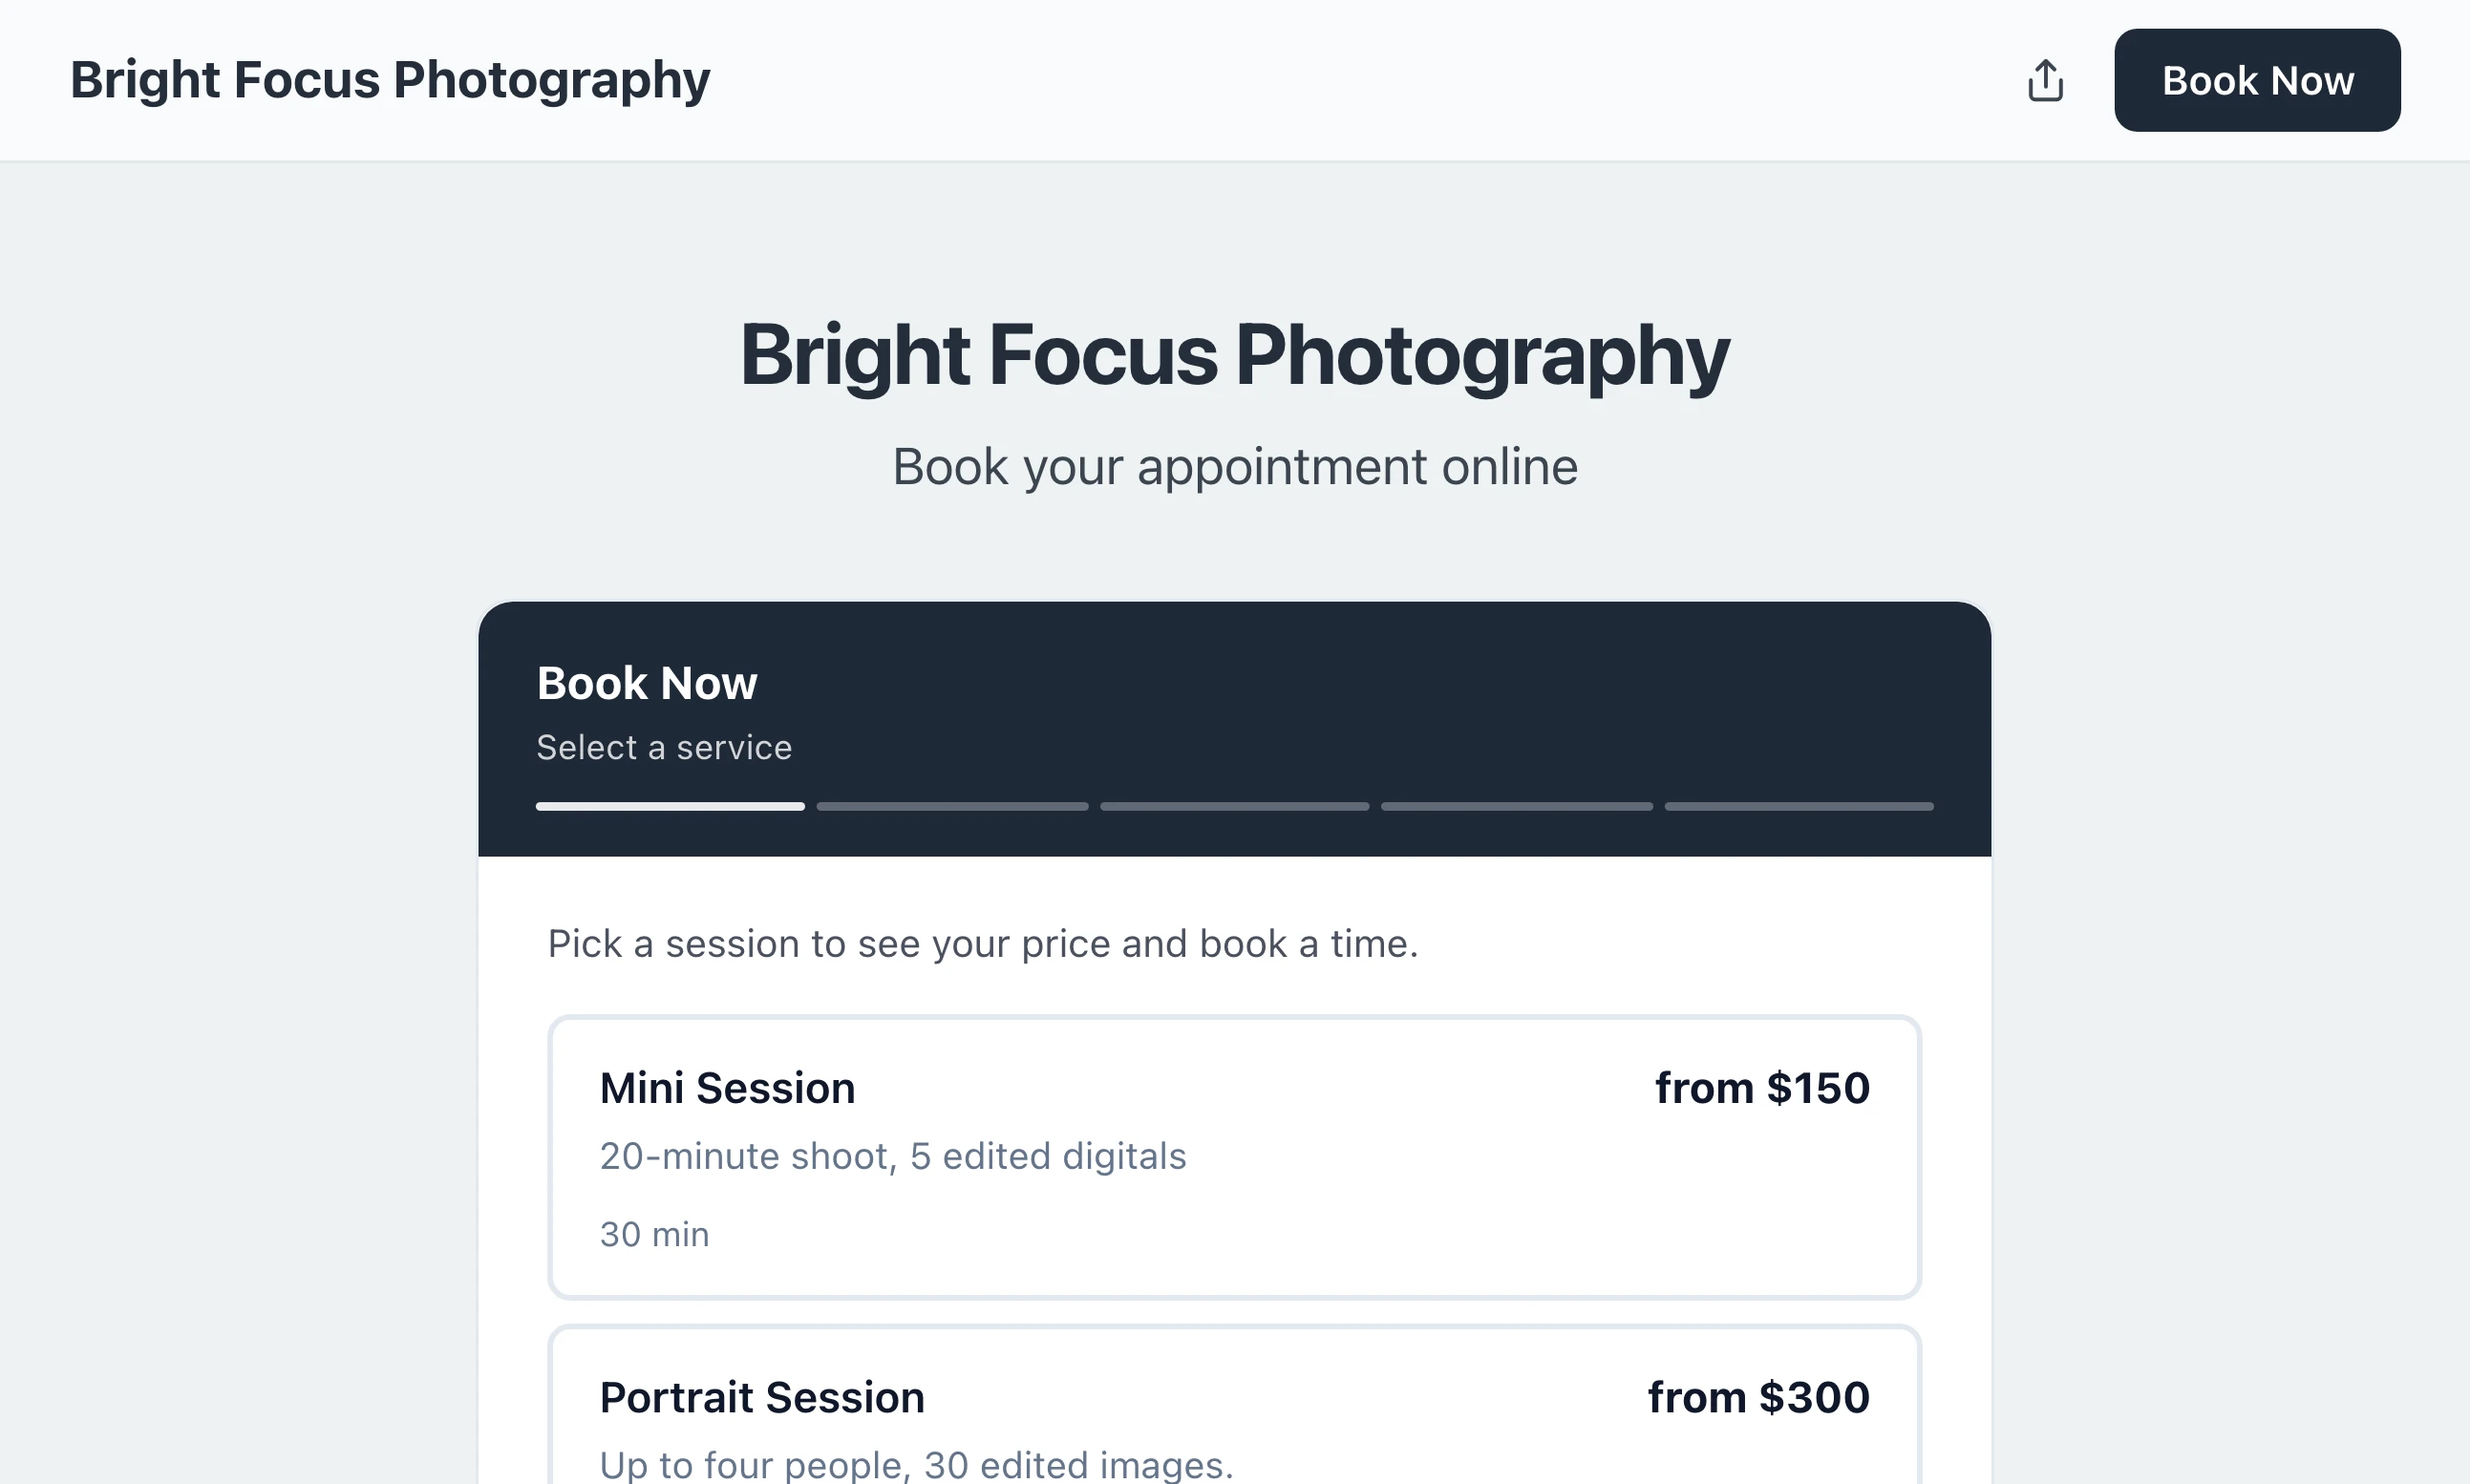 Bright Focus Photography
Book Now
Bright Focus Photography
Book your appointment online
Book Now
Select a service
Pick a session to see your price and book a time.
Mini Session
from $150
20-minute shoot, 5 edited digitals
30 min
Portrait Session
from $300
Up to four people, 30 edited images.